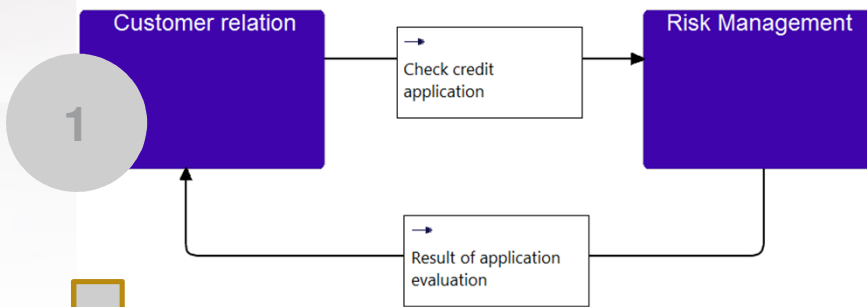 Customer relation
Risk Management
Check credit
application
1
Result of application
evaluation